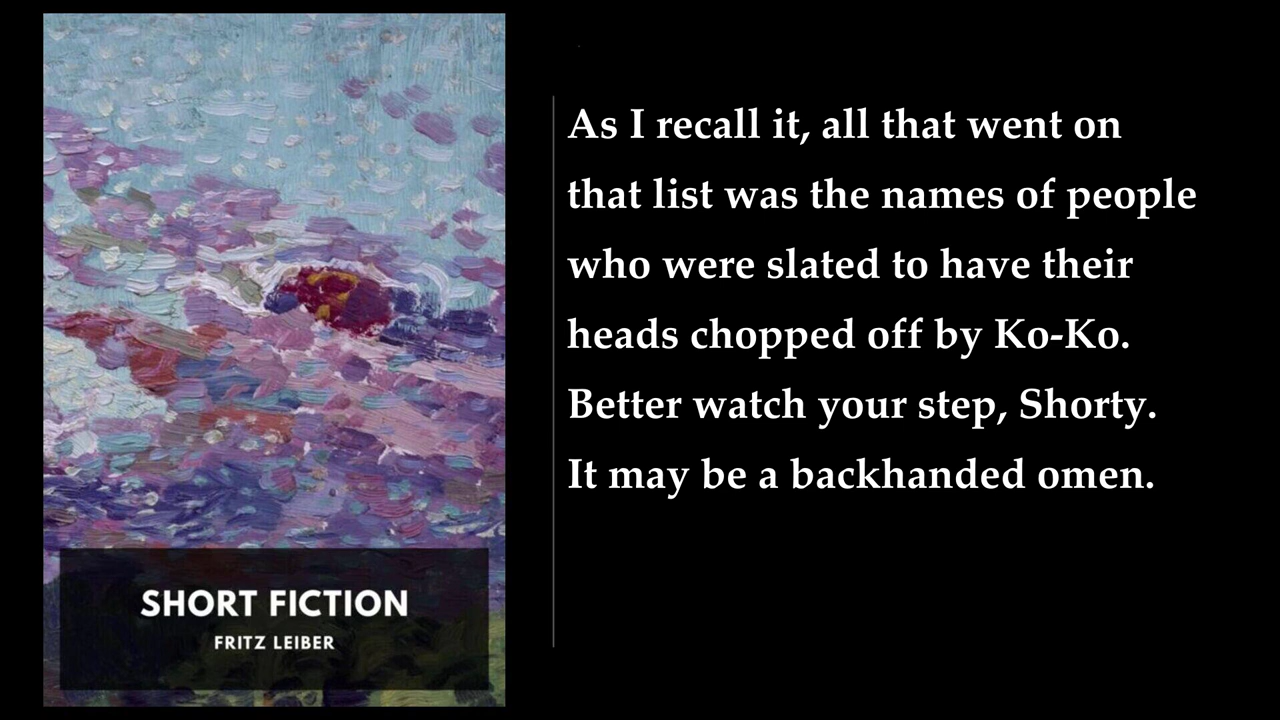 As I recall it, all that went on
that list was the names of people
who were slated to have their
heads chopped off by Ko-Ko.
Better watch your step, Shorty.
It may be a backhanded omen.
SHORT FICTION
FRITZ LEIBER